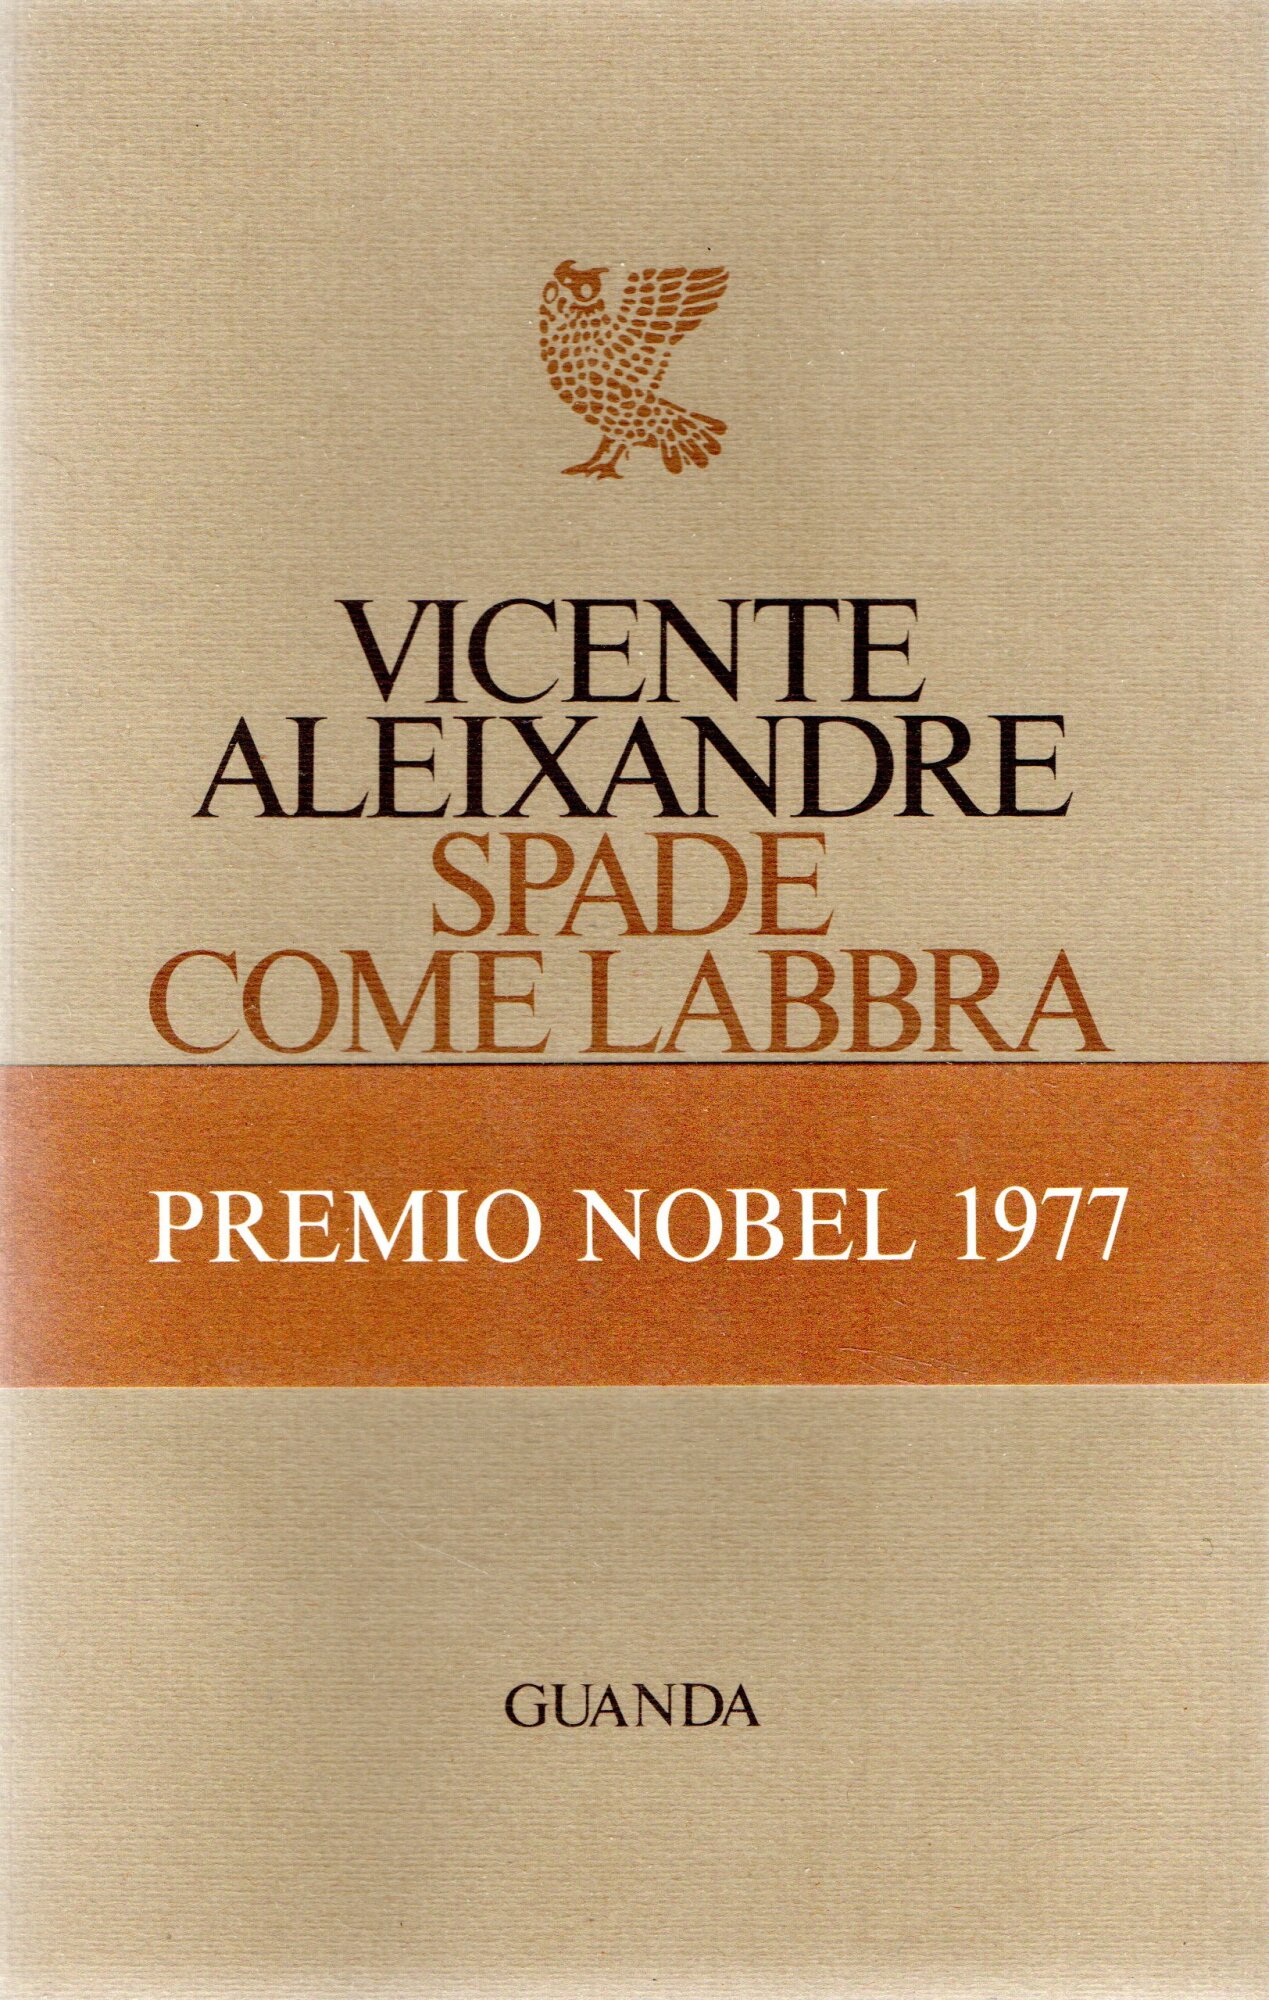 VICENTE
ALEIXANDRE
SPADE
COME LABBRA
PREMIO NOBEL 1977
GUANDA